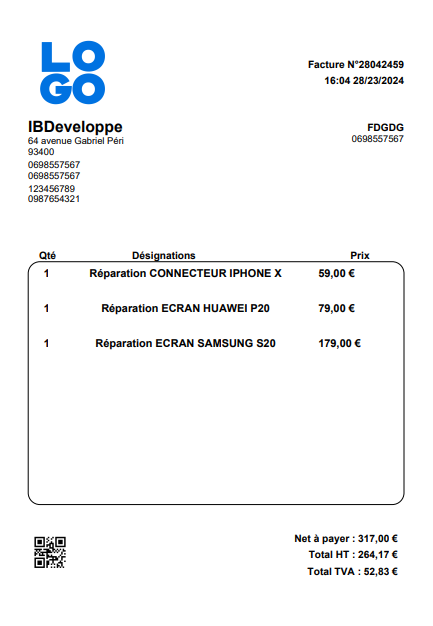 LO
GO
Facture N°28042459
16:04 28/23/2024
IBDeveloppe
64 avenue Gabriel Péri
93400
0698557567
0698557567
123456789
0987654321
FDGDG
0698557567
Qté Désignations Prix
1 Réparation CONNECTEUR IPHONE X 59,00 €
1 Réparation ECRAN HUAWEI P20 79,00 €
1 Réparation ECRAN SAMSUNG S20 179,00 €
Net à payer : 317,00 €
Total HT : 264,17 €
Total TVA : 52,83 €